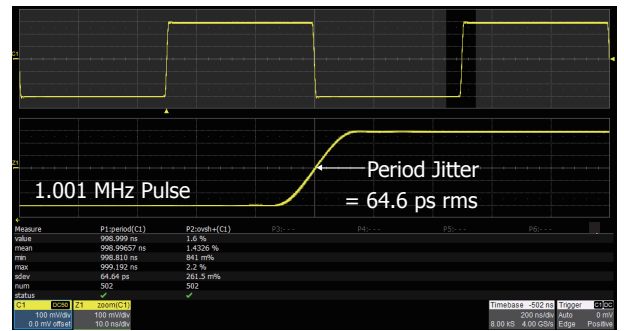 C1
Z1
Period Jitter
1.001 MHz Pulse
= 64.6 ps rms
Measure P1:period(C1) P2:ovsh+(C1) P3:- - - P4:- - - P5:- - - P6:- - -
value 998.999 ns 1.6 %
mean 998.99657 ns 1.4326 %
min 998.810 ns 841 m%
max 999.192 ns 2.2 %
sdev 64.64 ps 261.5 m%
num 502 502
status ✔ ✔
C1 DC50 Z1 zoom(C1) Timebase -502 ns Trigger C1 DC
100 mV/div 100 mV/div 200 ns/div Auto 0 mV
0.0 mV offset 10.0 ns/div 8.00 kS 4.00 GS/s Edge Positive